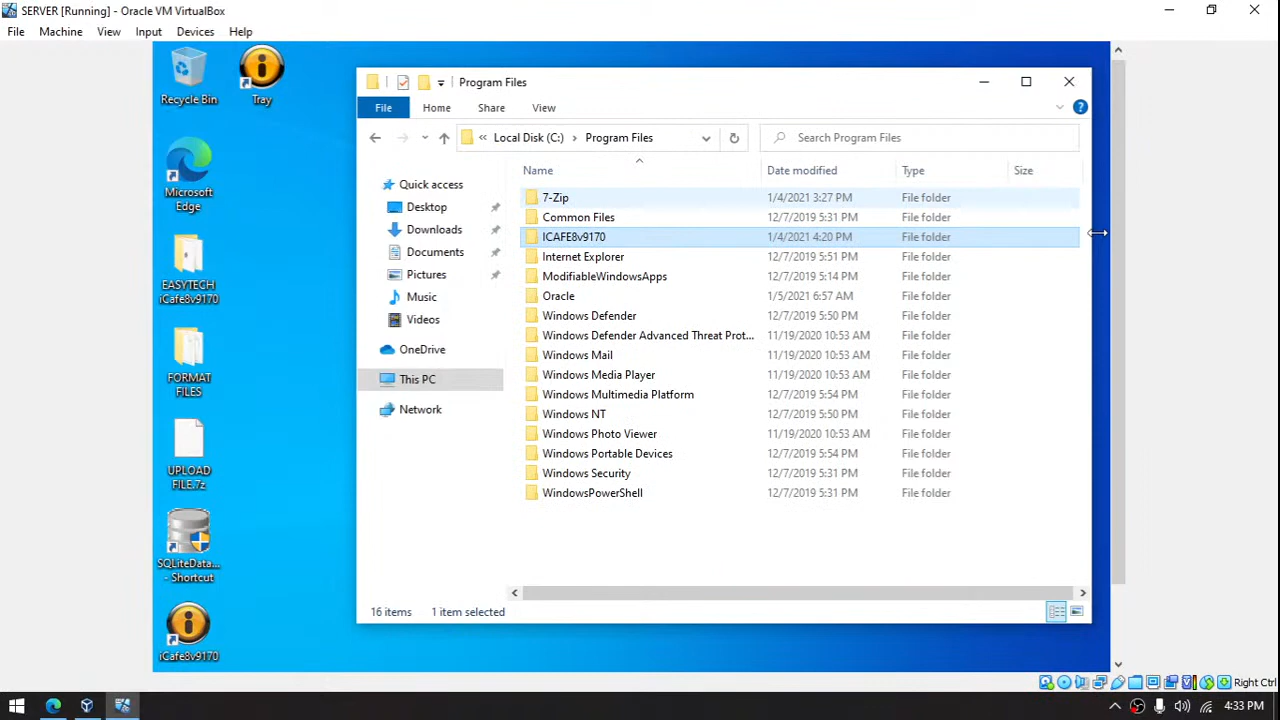 SERVER [Running] - Oracle VM VirtualBox
File Machine View Input Devices Help
Recycle Bin
Tray
Microsoft
Edge
EASYTECH
iCafe8v9170
FORMAT
FILES
UPLOAD
FILE.7z
SQLiteData...
- Shortcut
iCafe8v9170
Program Files
File Home Share View
« Local Disk (C:) > Program Files
Search Program Files
Quick access
Desktop
Downloads
Documents
Pictures
Music
Videos
OneDrive
This PC
Network
Name Date modified Type Size
7-Zip 1/4/2021 3:27 PM File folder
Common Files 12/7/2019 5:31 PM File folder
ICAFE8v9170 1/4/2021 4:20 PM File folder
Internet Explorer 12/7/2019 5:51 PM File folder
ModifiableWindowsApps 12/7/2019 5:14 PM File folder
Oracle 1/5/2021 6:57 AM File folder
Windows Defender 12/7/2019 5:50 PM File folder
Windows Defender Advanced Threat Prot... 11/19/2020 10:53 AM File folder
Windows Mail 11/19/2020 10:53 AM File folder
Windows Media Player 11/19/2020 10:53 AM File folder
Windows Multimedia Platform 12/7/2019 5:54 PM File folder
Windows NT 12/7/2019 5:50 PM File folder
Windows Photo Viewer 11/19/2020 10:53 AM File folder
Windows Portable Devices 12/7/2019 5:54 PM File folder
Windows Security 12/7/2019 5:31 PM File folder
WindowsPowerShell 12/7/2019 5:31 PM File folder
16 items 1 item selected
Right Ctrl
4:33 PM